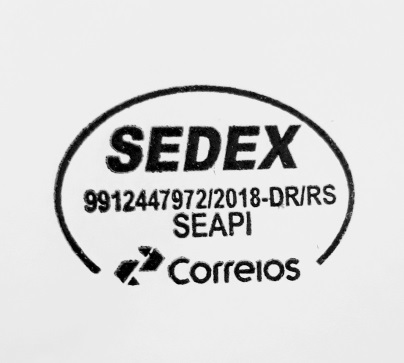 SEDEX
9912447972/2018-DR/RS
SEAPI
Correios